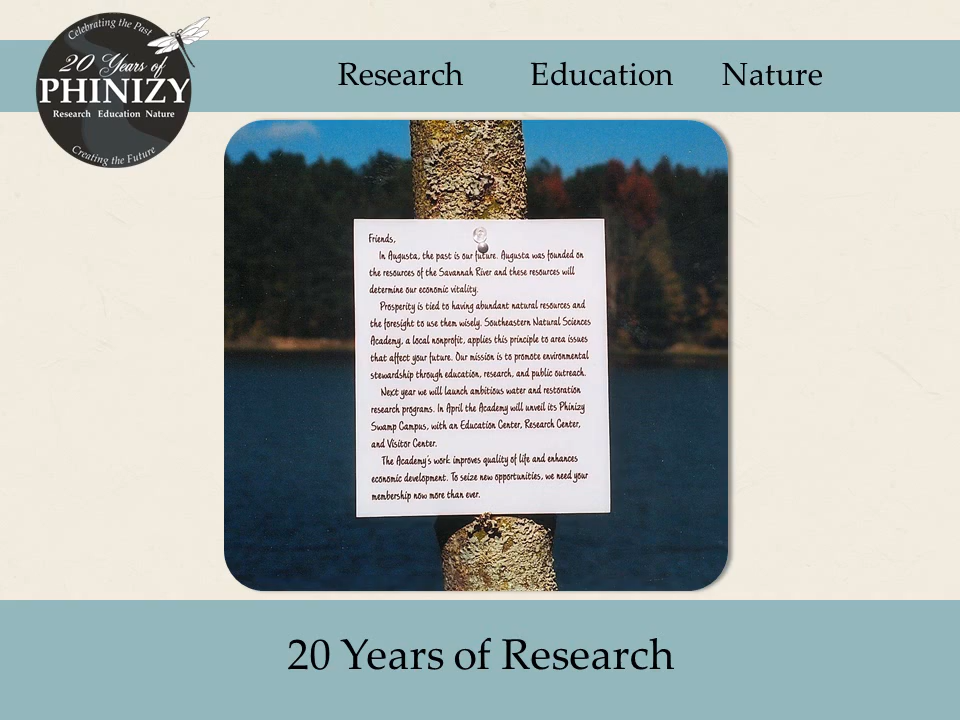 Celebrating the Past
20 Years of
PHINIZY
Research Education Nature
Creating the Future
Research Education Nature
Friends,
In Augusta, the past is our future. Augusta was founded on
the resources of the Savannah River and these resources will
determine our economic vitality.
Prosperity is tied to having abundant natural resources and
the foresight to use them wisely. Southeastern Natural Sciences
Academy, a local nonprofit, applies this principle to area issues
that affect your future. Our mission is to promote environmental
stewardship through education, research, and public outreach.
Next year we will launch ambitious water and restoration
research programs. In April the Academy will unveil its Phinizy
Swamp Campus, with an Education Center, Research Center,
and Visitor Center.
The Academy's work improves quality of life and enhances
economic development. To seize new opportunities, we need your
membership now more than ever.
20 Years of Research